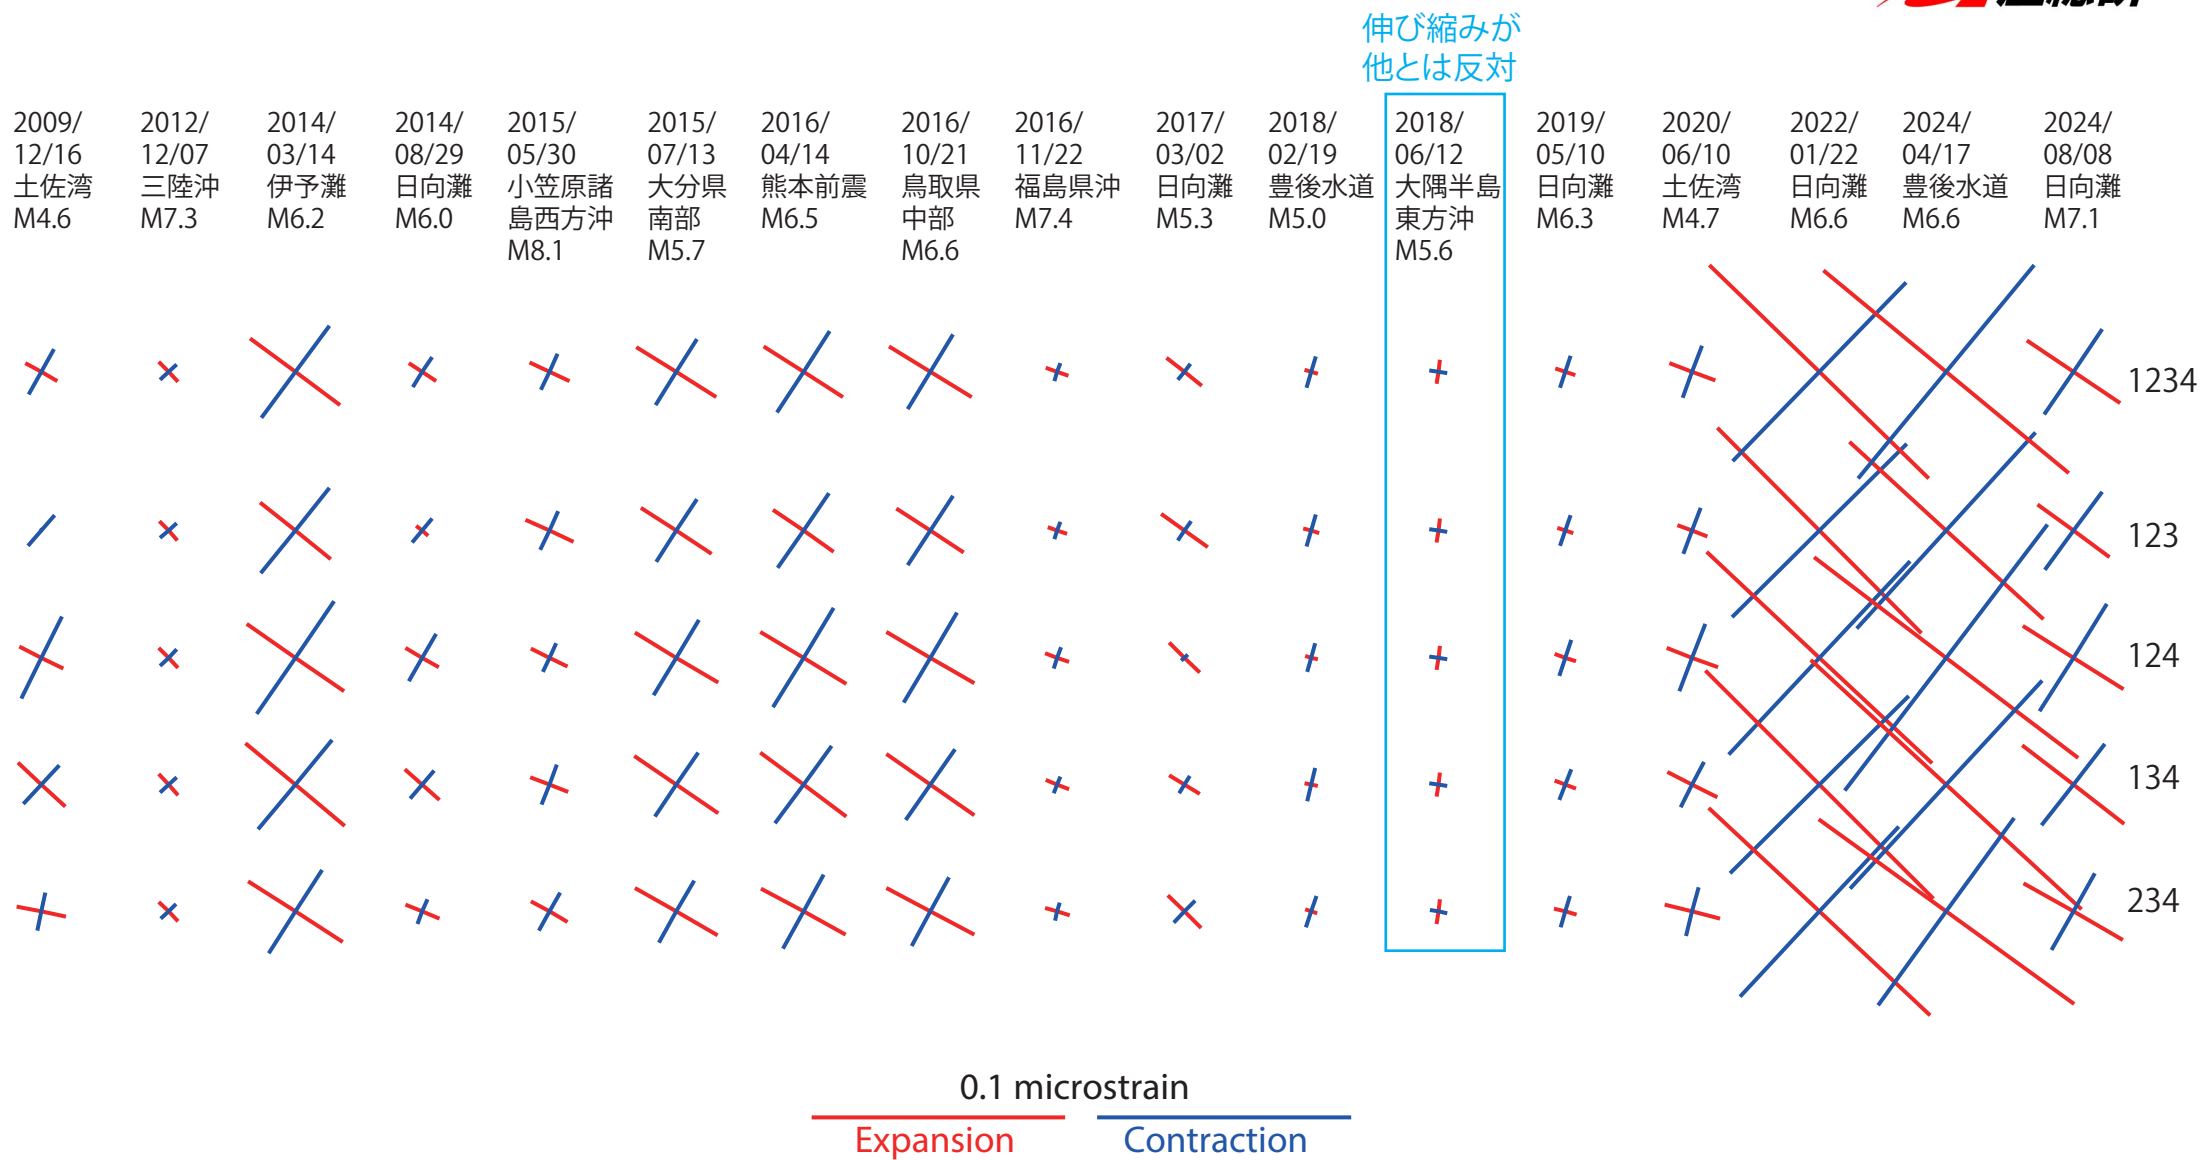 伸び縮みが
他とは反対
2009/
12/16
土佐湾
M4.6
2012/
12/07
三陸沖
M7.3
2014/
03/14
伊予灘
M6.2
2014/
08/29
日向灘
M6.0
2015/
05/30
小笠原諸
島西方沖
M8.1
2015/
07/13
大分県
南部
M5.7
2016/
04/14
熊本前震
M6.5
2016/
10/21
鳥取県
中部
M6.6
2016/
11/22
福島県沖
M7.4
2017/
03/02
日向灘
M5.3
2018/
02/19
豊後水道
M5.0
2018/
06/12
大隅半島
東方沖
M5.6
2019/
05/10
日向灘
M6.3
2020/
06/10
土佐湾
M4.7
2022/
01/22
日向灘
M6.6
2024/
04/17
豊後水道
M6.6
2024/
08/08
日向灘
M7.1
1234
123
124
134
234
0.1 microstrain
Expansion
Contraction